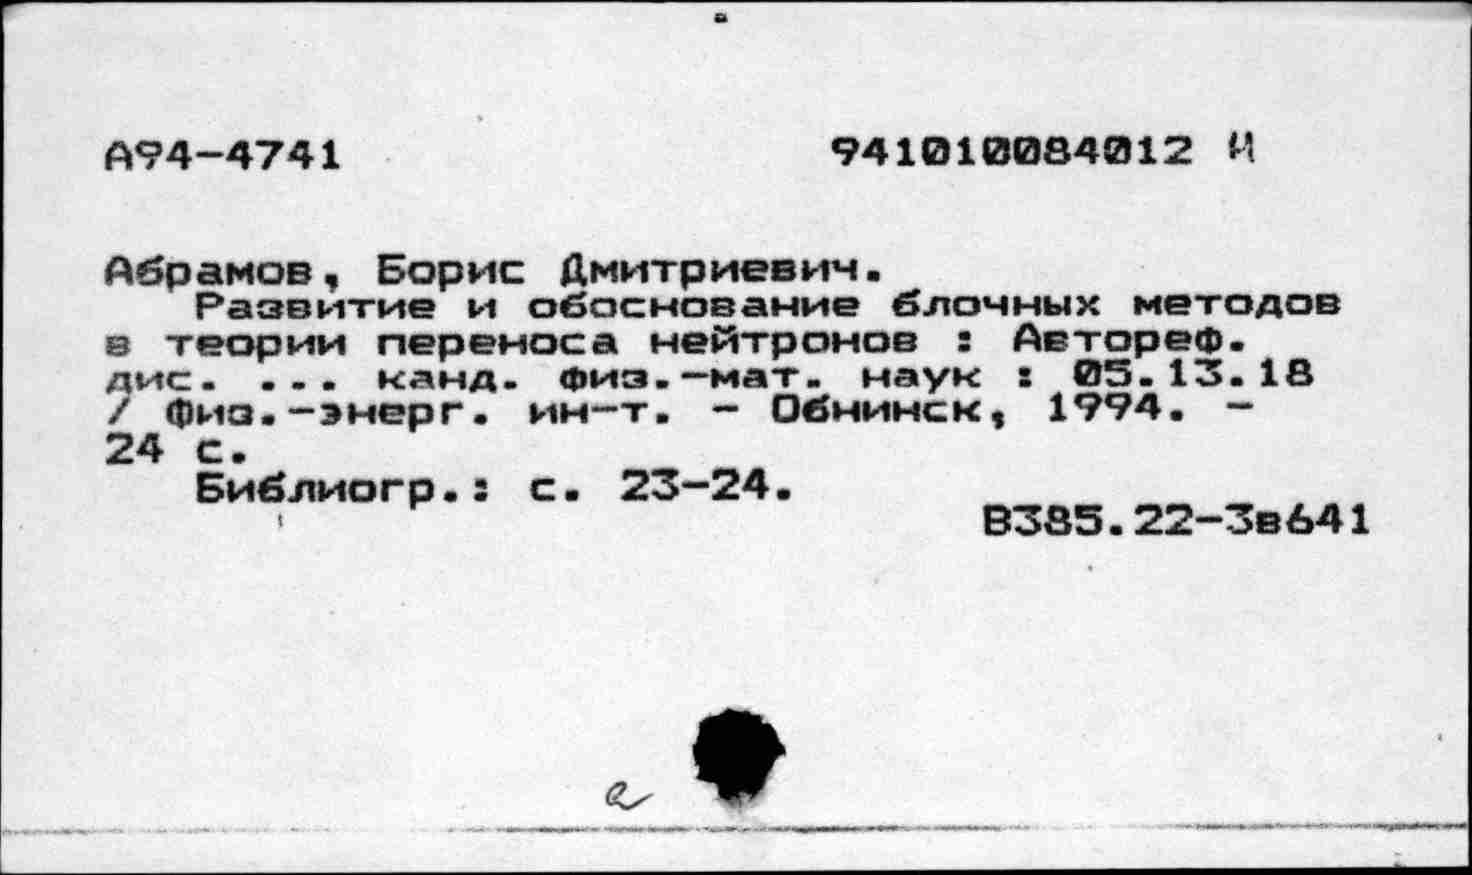 А94-4741 941010084012 И
Абрамов, Борис Дмитриевич.
Развитие и обоснование блочных методов
в теории переноса нейтронов : Автореф.
дис. ... канд. физ.-мат. наук : 05.13.18
/ Физ.-энерг. ин-т. - Обнинск, 1994. -
24 с.
Библиогр.: с. 23-24.
В385.22-3в641